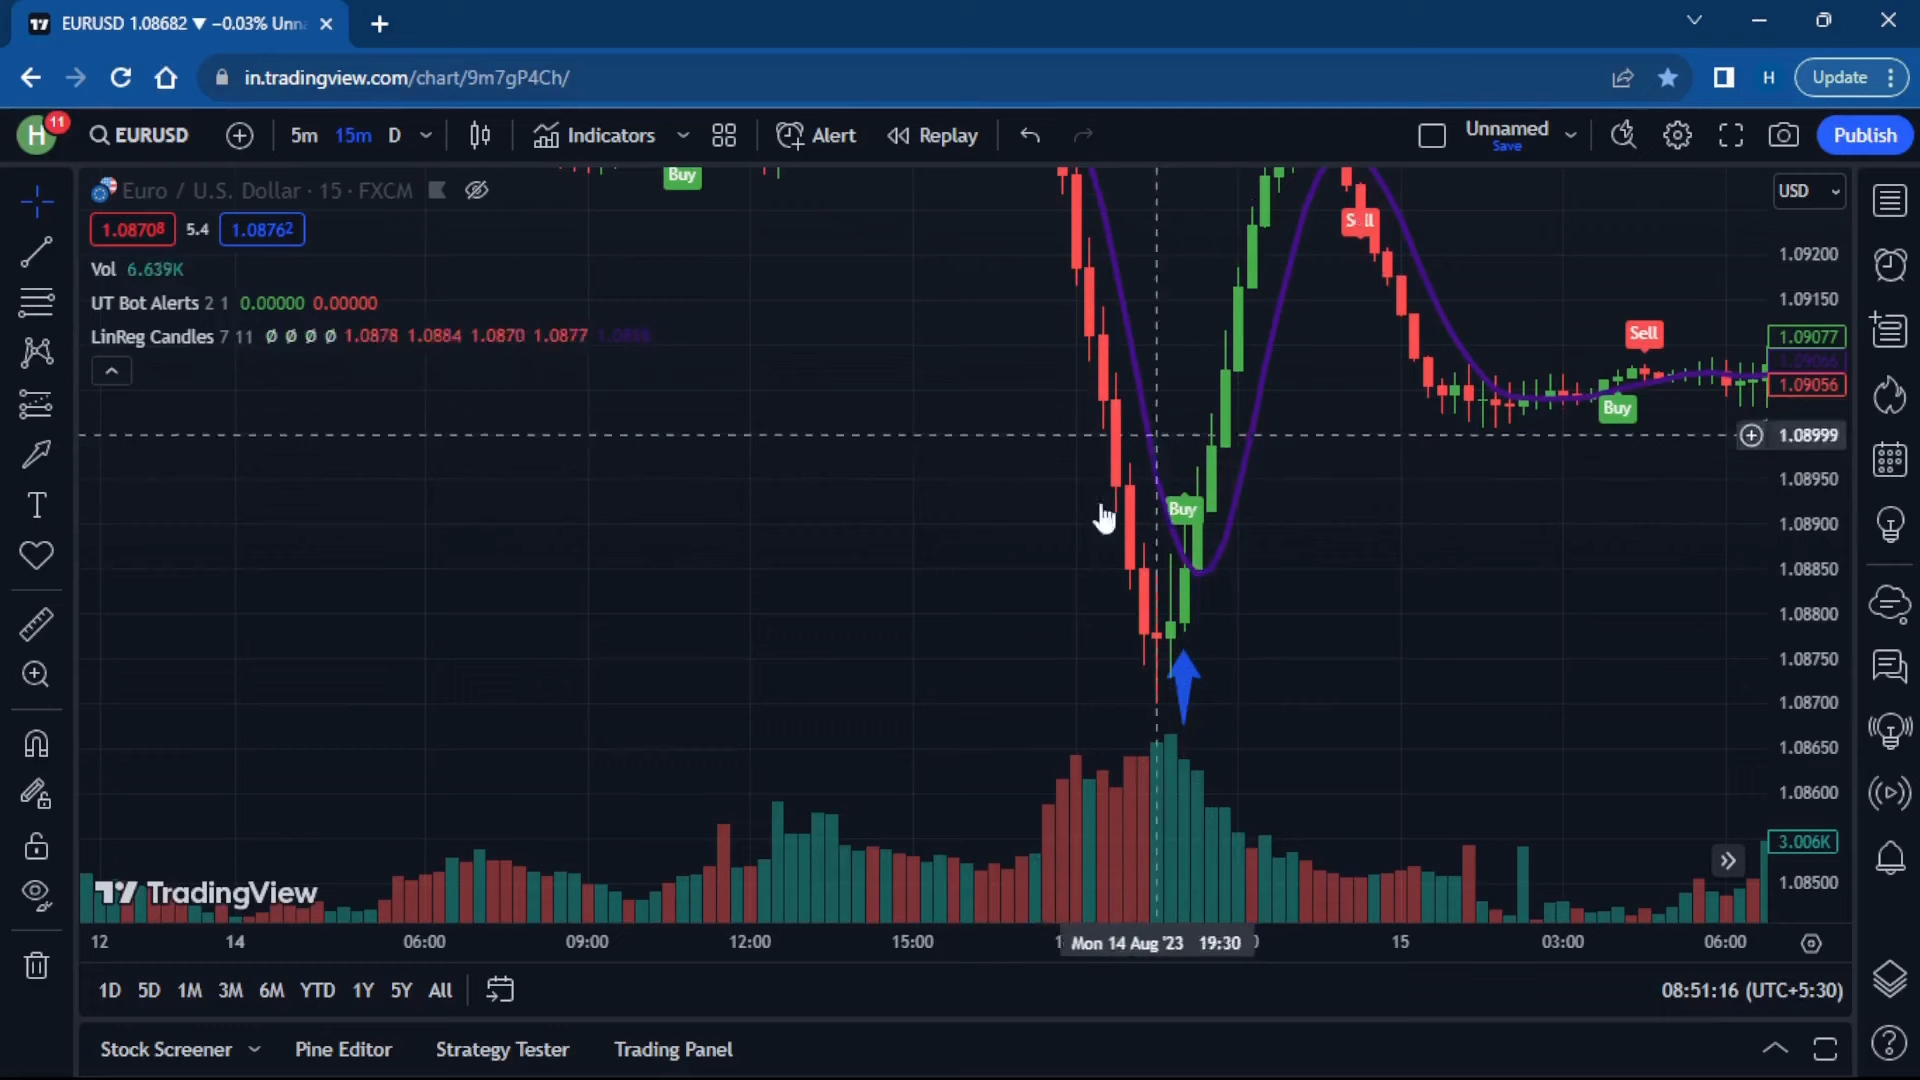 EURUSD 1.08682 ▼ −0.03% Unn
in.tradingview.com/chart/9m7gP4Ch/
H
Update
H
11
EURUSD
5m 15m D
Indicators
Alert
Replay
Unnamed
Save
Publish
Euro / U.S. Dollar · 15 · FXCM
USD
1.08708 5.4 1.08762
Vol 6.639K
UT Bot Alerts 2 1 0.00000 0.00000
LinReg Candles 7 11 Ø Ø Ø Ø 1.0878 1.0884 1.0870 1.0877
Buy
Sell
Sell
Buy
Buy
1.09200
1.09150
1.09077
1.09066
1.09056
1.08999
1.08950
1.08900
1.08850
1.08800
1.08750
1.08700
1.08650
1.08600
3.006K
1.08500
TradingView
12 14 06:00 09:00 12:00 15:00 Mon 14 Aug '23 19:30 15 03:00 06:00
1D 5D 1M 3M 6M YTD 1Y 5Y All
08:51:16 (UTC+5:30)
Stock Screener Pine Editor Strategy Tester Trading Panel